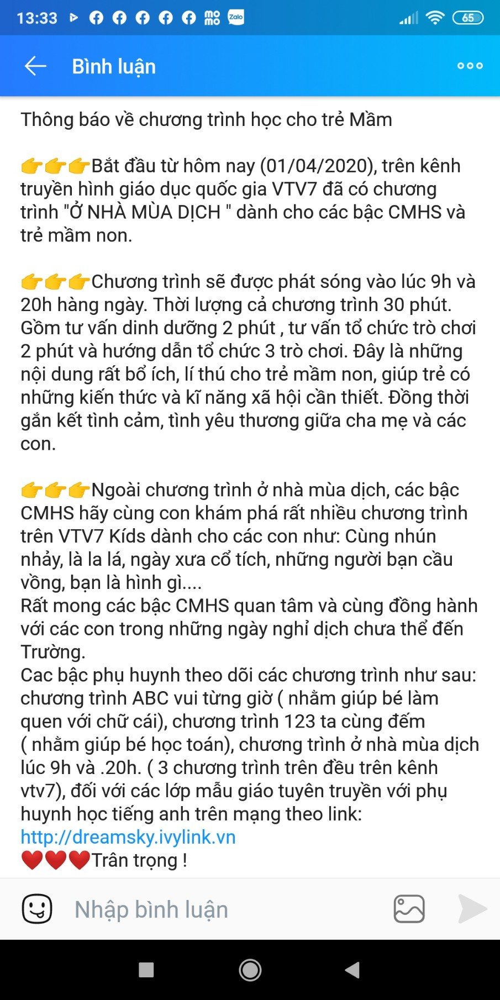 13:33
mo
mo
Zalo
65
Bình luận
Thông báo về chương trình học cho trẻ Mầm
👉👉👉Bắt đầu từ hôm nay (01/04/2020), trên kênh
truyền hình giáo dục quốc gia VTV7 đã có chương
trình "Ở NHÀ MÙA DỊCH " dành cho các bậc CMHS và
trẻ mầm non.
👉👉👉Chương trình sẽ được phát sóng vào lúc 9h và
20h hàng ngày. Thời lượng cả chương trình 30 phút.
Gồm tư vấn dinh dưỡng 2 phút , tư vấn tổ chức trò chơi
2 phút và hướng dẫn tổ chức 3 trò chơi. Đây là những
nội dung rất bổ ích, lí thú cho trẻ mầm non, giúp trẻ có
những kiến thức và kĩ năng xã hội cần thiết. Đồng thời
gắn kết tình cảm, tình yêu thương giữa cha mẹ và các
con.
👉👉👉Ngoài chương trình ở nhà mùa dịch, các bậc
CMHS hãy cùng con khám phá rất nhiều chương trình
trên VTV7 Kíds dành cho các con như: Cùng nhún
nhảy, là la lá, ngày xưa cổ tích, những người bạn cầu
vồng, bạn là hình gì....
Rất mong các bậc CMHS quan tâm và cùng đồng hành
với các con trong những ngày nghỉ dịch chưa thể đến
Trường.
Cac bậc phụ huynh theo dõi các chương trình như sau:
chương trình ABC vui từng giờ ( nhằm giúp bé làm
quen với chữ cái), chương trình 123 ta cùng đếm
( nhằm giúp bé học toán), chương trình ở nhà mùa dịch
lúc 9h và .20h. ( 3 chương trình trên đều trên kênh
vtv7), đối với các lớp mẫu giáo tuyên truyền với phụ
huynh học tiếng anh trên mạng theo link:
http://dreamsky.ivylink.vn
❤️❤️❤️Trân trọng !
Nhập bình luận